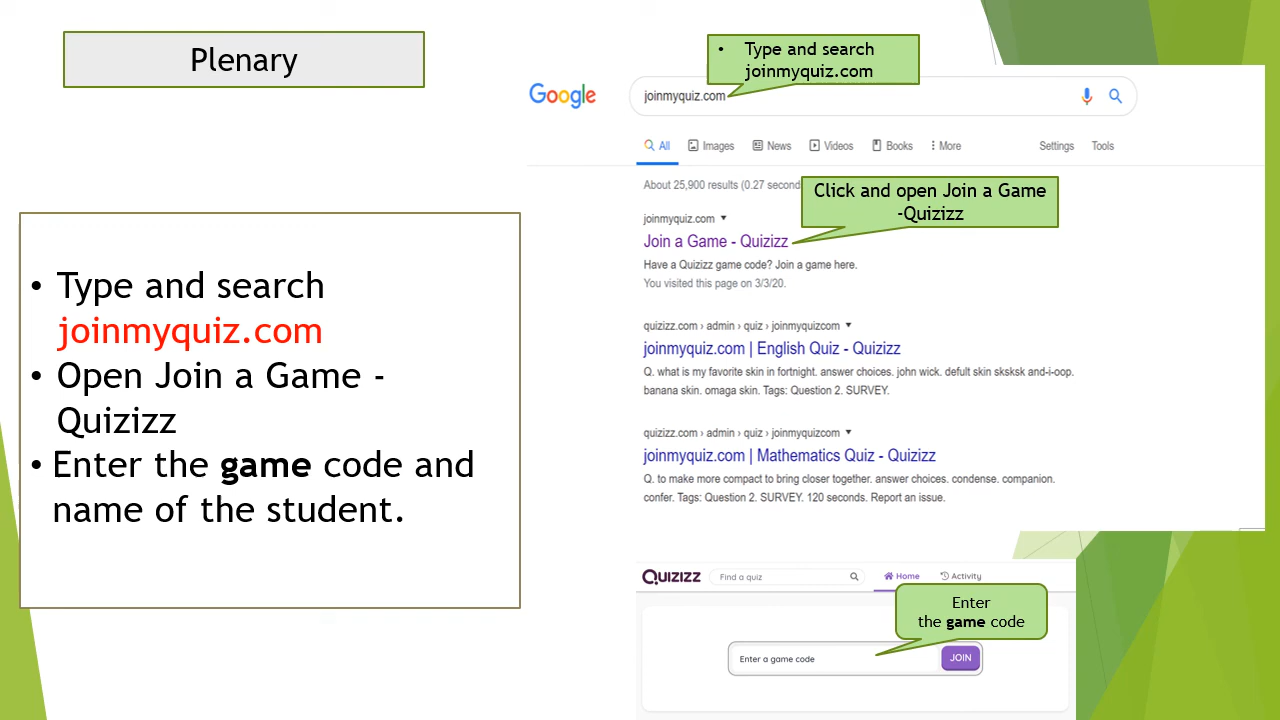 Plenary
• Type and search
joinmyquiz.com
• Open Join a Game -
Quizizz
• Enter the game code and
name of the student.
• Type and search
joinmyquiz.com
Google
joinmyquiz.com
All Images News Videos Books More Settings Tools
About 25,900 results (0.27 second
Click and open Join a Game
-Quizizz
joinmyquiz.com
Join a Game - Quizizz
Have a Quizizz game code? Join a game here.
You visited this page on 3/3/20.
quizizz.com › admin › quiz › joinmyquizcom
joinmyquiz.com | English Quiz - Quizizz
Q. what is my favorite skin in fortnight. answer choices. john wick. defult skin sksksk and-i-oop.
banana skin. omaga skin. Tags: Question 2. SURVEY.
quizizz.com › admin › quiz › joinmyquizcom
joinmyquiz.com | Mathematics Quiz - Quizizz
Q. to make more compact to bring closer together. answer choices. condense. companion.
confer. Tags: Question 2. SURVEY. 120 seconds. Report an issue.
Quizizz Find a quiz Home Activity
Enter
the game code
Enter a game code JOIN